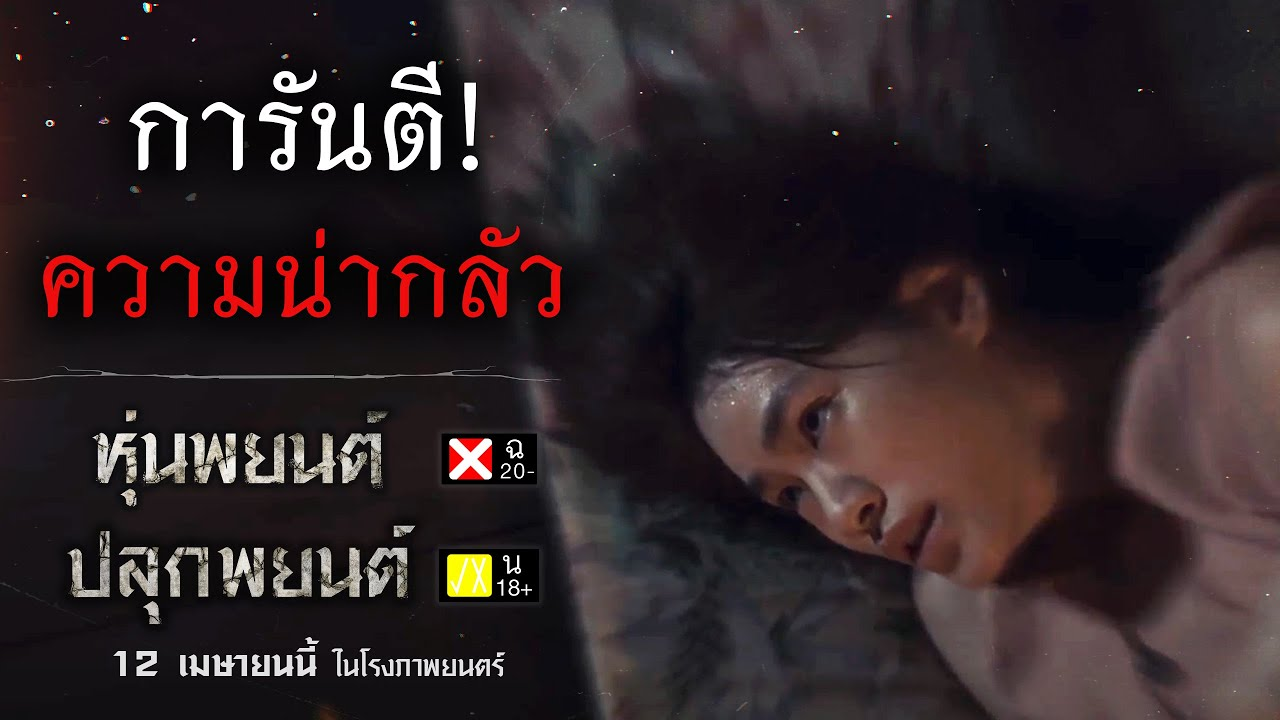 การันตี!
ความน่ากลัว
หุ่นพยนต์ ฉ 20-
ปลุกพยนต์ น 18+
12 เมษายนนี้ ในโรงภาพยนตร์